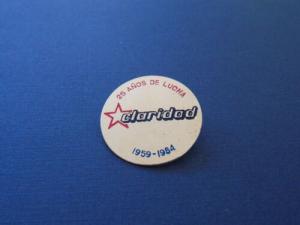 25 AÑOS DE LUCHA
Claridad
1959-1984